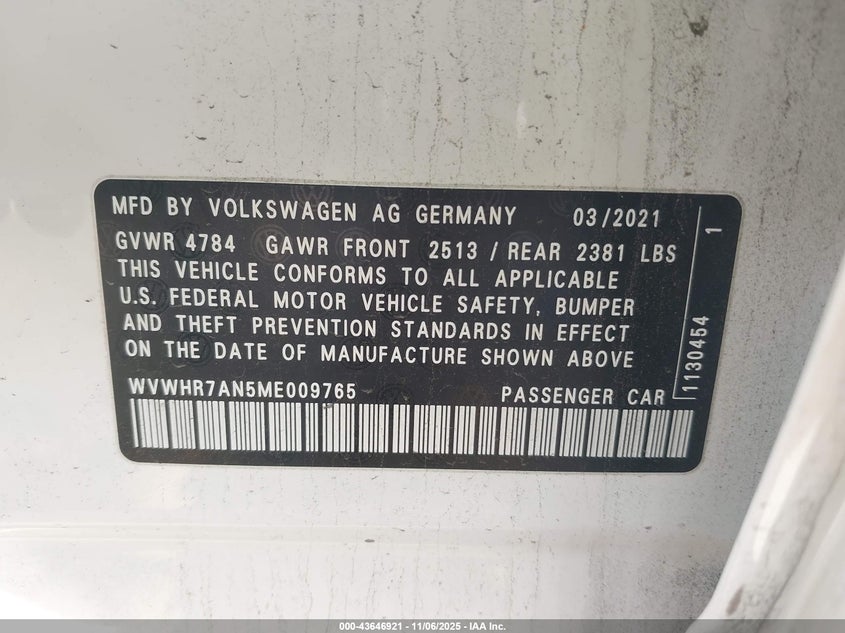 MFD BY VOLKSWAGEN AG GERMANY 03/2021
GVWR 4784 GAWR FRONT 2513 / REAR 2381 LBS
THIS VEHICLE CONFORMS TO ALL APPLICABLE
U.S. FEDERAL MOTOR VEHICLE SAFETY, BUMPER
AND THEFT PREVENTION STANDARDS IN EFFECT
ON THE DATE OF MANUFACTURE SHOWN ABOVE
WVWHR7AN5ME009765 PASSENGER CAR
1130454 1
000-43646921 - 11/06/2025 - IAA Inc.